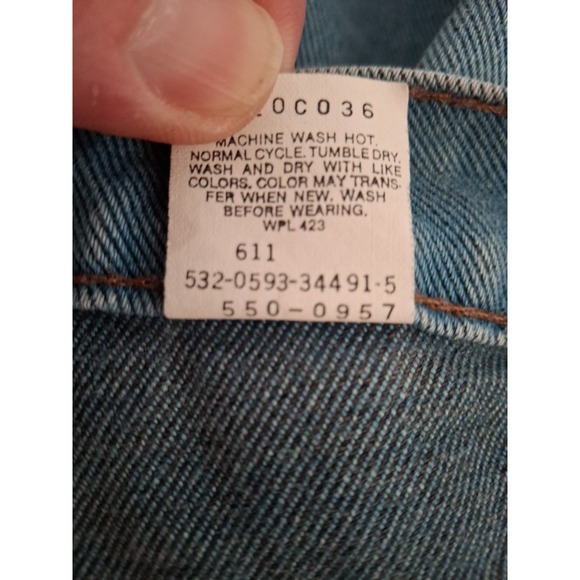 0C036
MACHINE WASH HOT,
NORMAL CYCLE. TUMBLE DRY.
WASH AND DRY WITH LIKE
COLORS. COLOR MAY TRANS-
FER WHEN NEW. WASH
BEFORE WEARING.
WPL 423
611
532-0593-34491-5
550-0957